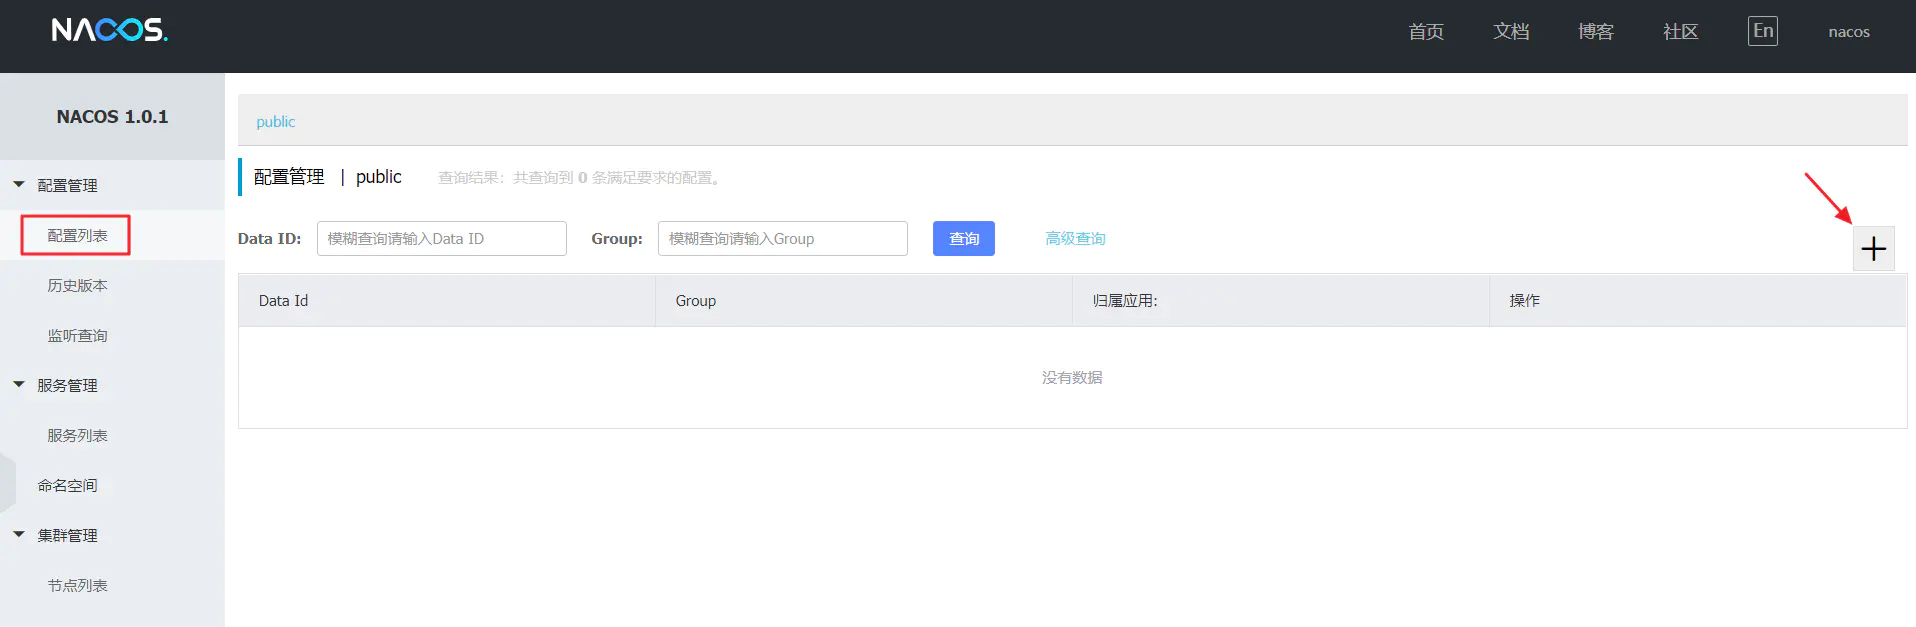 NACOS.
首页 文档 博客 社区 En nacos
NACOS 1.0.1
配置管理
配置列表
历史版本
监听查询
服务管理
服务列表
命名空间
集群管理
节点列表
public
配置管理 | public 查询结果：共查询到 0 条满足要求的配置。
Data ID: 模糊查询请输入Data ID Group: 模糊查询请输入Group 查询 高级查询
Data Id Group 归属应用: 操作
没有数据